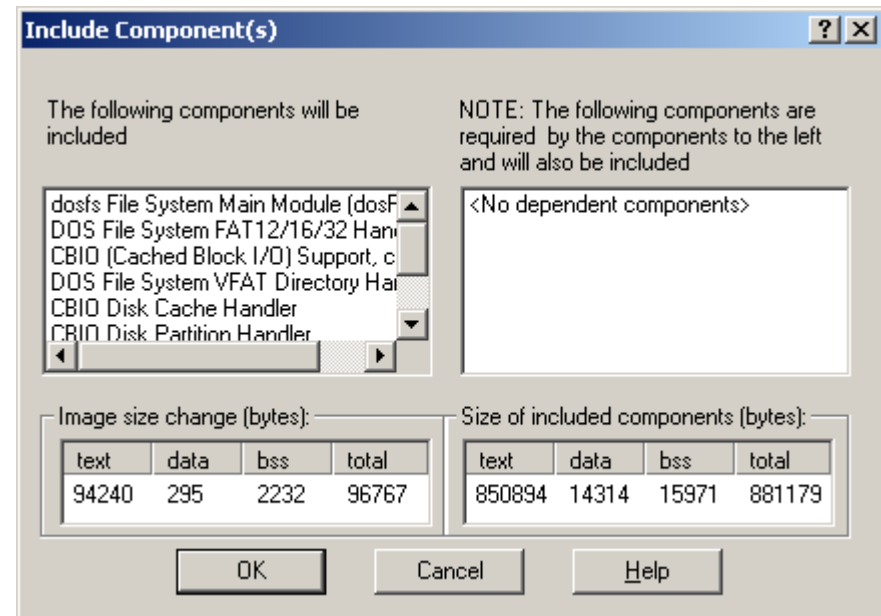 Include Component(s)
The following components will be
included
NOTE: The following components are
required by the components to the left
and will also be included
dosfs File System Main Module (dosF
DOS File System FAT12/16/32 Han
CBIO (Cached Block I/O) Support, c
DOS File System VFAT Directory Ha
CBIO Disk Cache Handler
CBIO Disk Partition Handler
<No dependent components>
Image size change (bytes):
text data bss total
94240 295 2232 96767
Size of included components (bytes):
text data bss total
850894 14314 15971 881179
OK Cancel Help